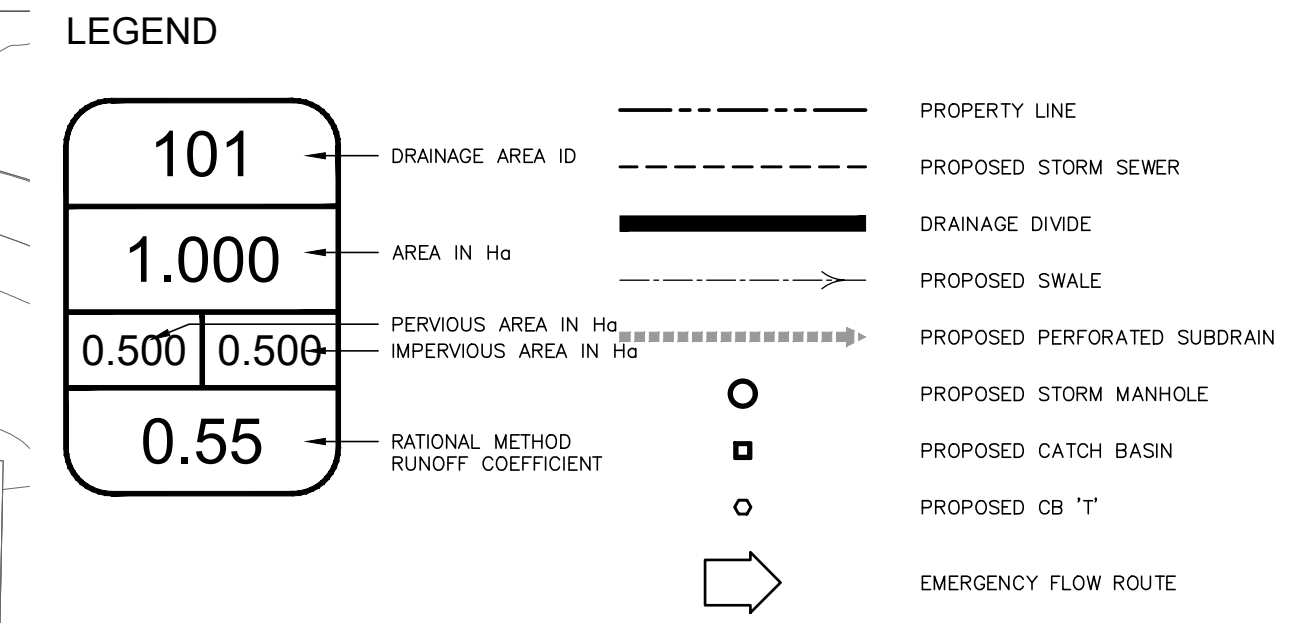 LEGEND
101
DRAINAGE AREA ID
1.000
AREA IN Ha
0.500
0.500
PERVIOUS AREA IN Ha
IMPERVIOUS AREA IN Ha
0.55
RATIONAL METHOD
RUNOFF COEFFICIENT
PROPERTY LINE
PROPOSED STORM SEWER
DRAINAGE DIVIDE
PROPOSED SWALE
PROPOSED PERFORATED SUBDRAIN
PROPOSED STORM MANHOLE
PROPOSED CATCH BASIN
PROPOSED CB 'T'
EMERGENCY FLOW ROUTE